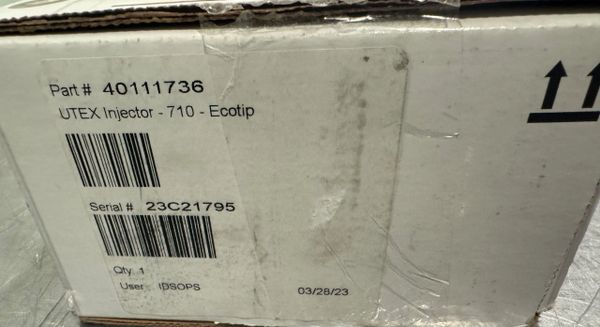 Part # 40111736
UTEX Injector - 710 - Ecotip
Serial # 23C21795
Qty 1
User : IDSOPS 03/28/23